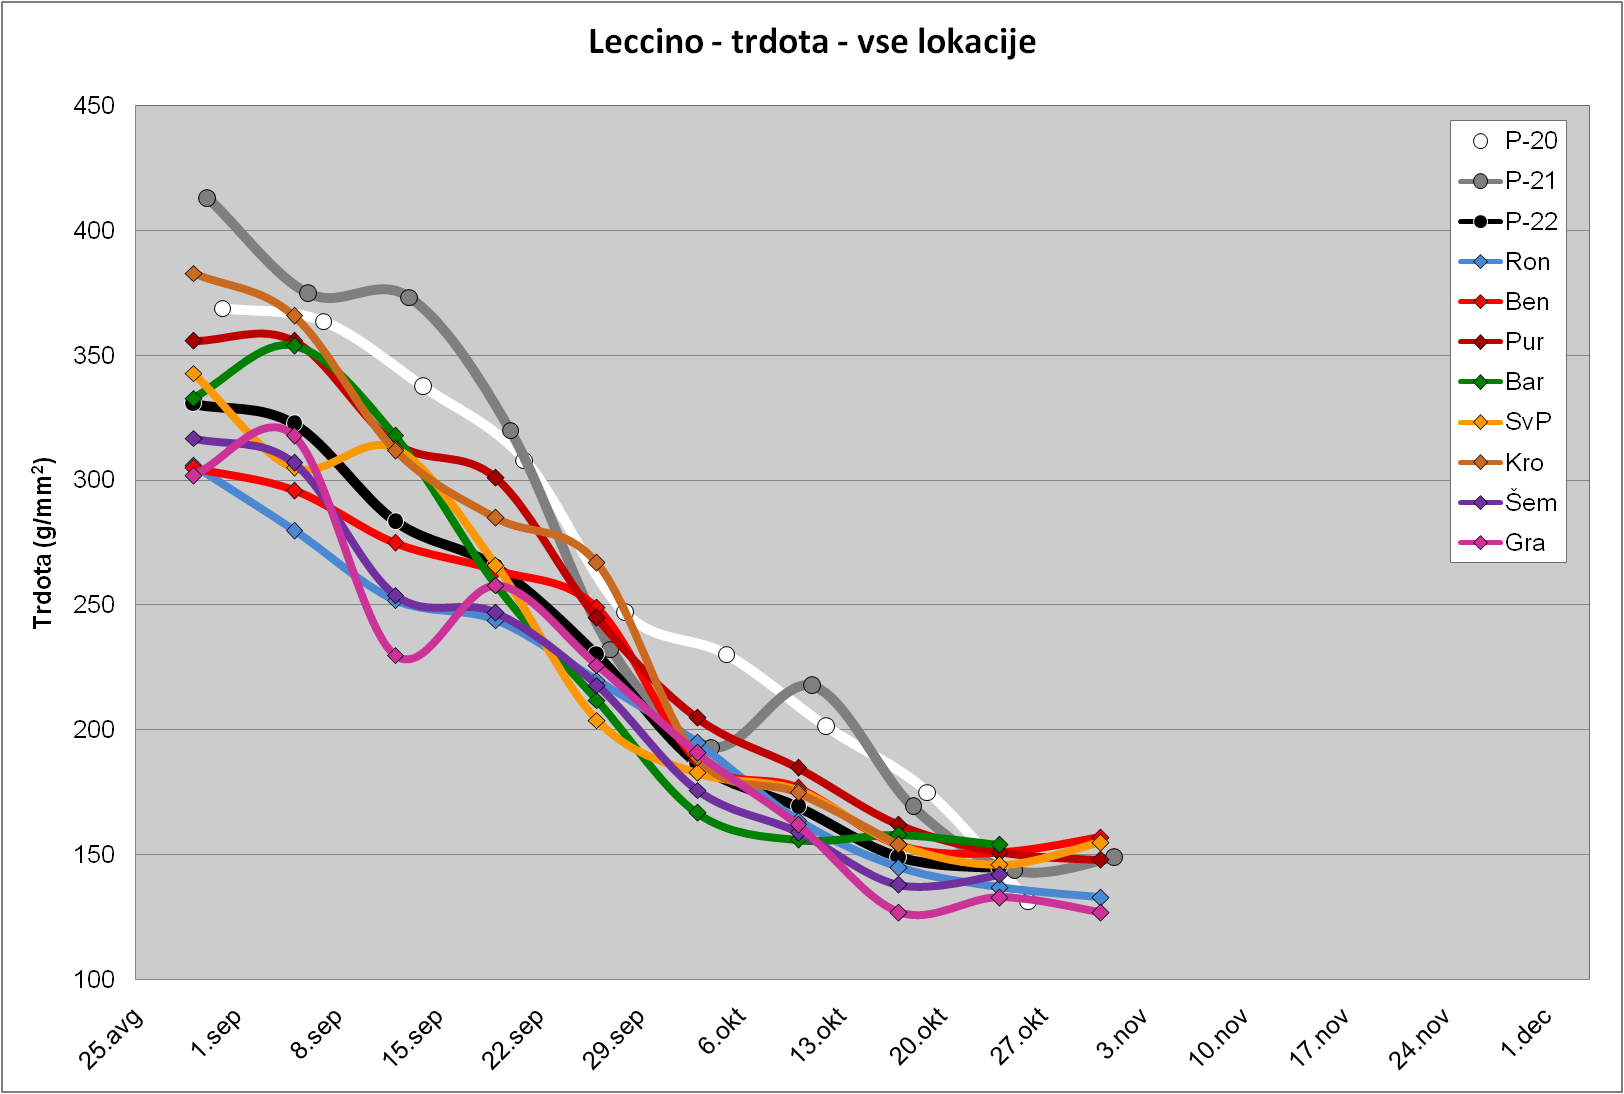 Leccino - trdota - vse lokacije
Trdota (g/mm²)
450
400
350
300
250
200
150
100
25.avg
1.sep
8.sep
15.sep
22.sep
29.sep
6.okt
13.okt
20.okt
27.okt
3.nov
10.nov
17.nov
24.nov
1.dec
P-20
P-21
P-22
Ron
Ben
Pur
Bar
SvP
Kro
Šem
Gra